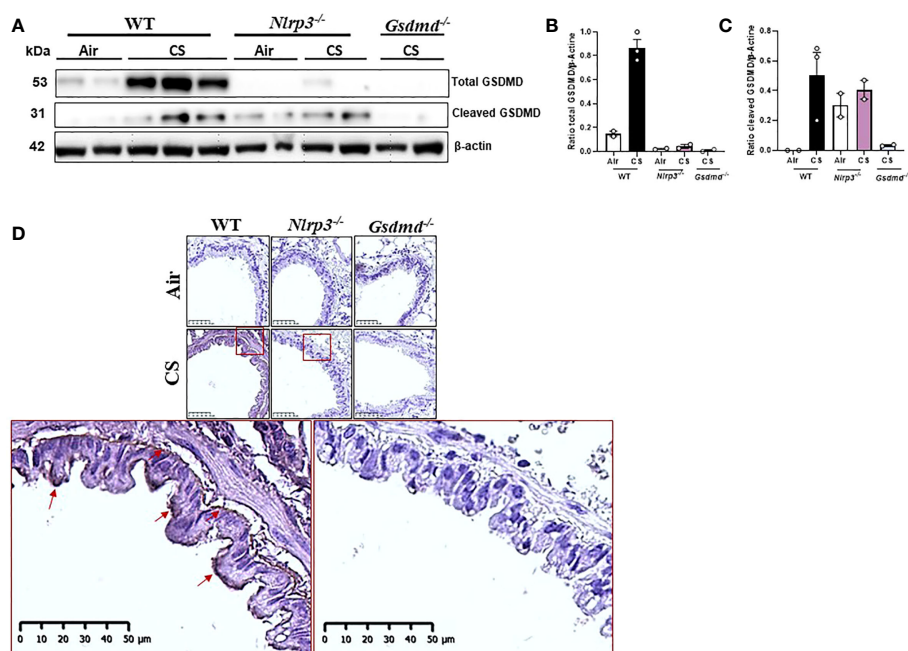 A
WT
Nlrp3-/-
Gsdmd-/-
kDa
Air
CS
Air
CS
CS
53
Total GSDMD
31
Cleaved GSDMD
42
β-actin
B
Ratio total GSDMD/β-Actine
1.0
0.8
0.6
0.4
0.2
0.0
Air CS Air CS CS
WT Nlrp3-/- Gsdmd-/-
C
Ratio cleaved GSDMD/β-Actine
0.8
0.6
0.4
0.2
0.0
Air CS Air CS CS
WT Nlrp3-/- Gsdmd-/-
D
WT
Nlrp3-/-
Gsdmd-/-
Air
CS
0 10 20 30 40 50 µm
0 10 20 30 40 50 µm